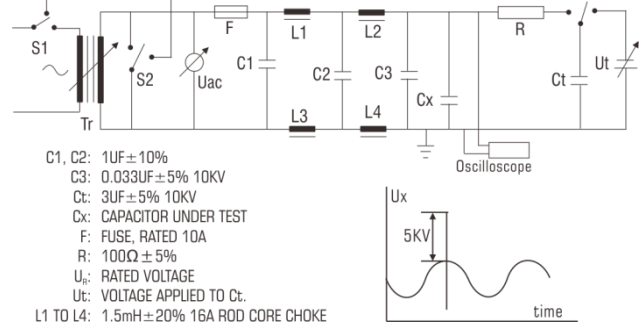 S1
S2
Tr
Uac
F
C1
L1
C2
L2
C3
L3
L4
Cx
R
Ct
Ut
Oscilloscope
C1, C2: 1UF±10%
C3: 0.033UF±5% 10KV
Ct: 3UF±5% 10KV
Cx: CAPACITOR UNDER TEST
F: FUSE, RATED 10A
R: 100Ω±5%
UR: RATED VOLTAGE
Ut: VOLTAGE APPLIED TO Ct.
L1 TO L4: 1.5mH±20% 16A ROD CORE CHOKE
Ux
5KV
time